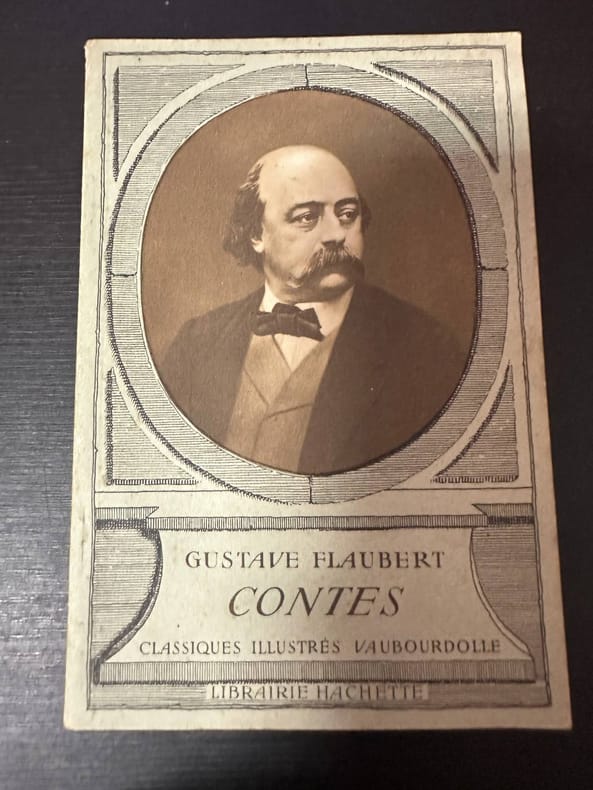 GUSTAVE FLAUBERT
CONTES
CLASSIQUES ILLUSTRÉS VAUBOURDOLLE
LIBRAIRIE HACHETTE